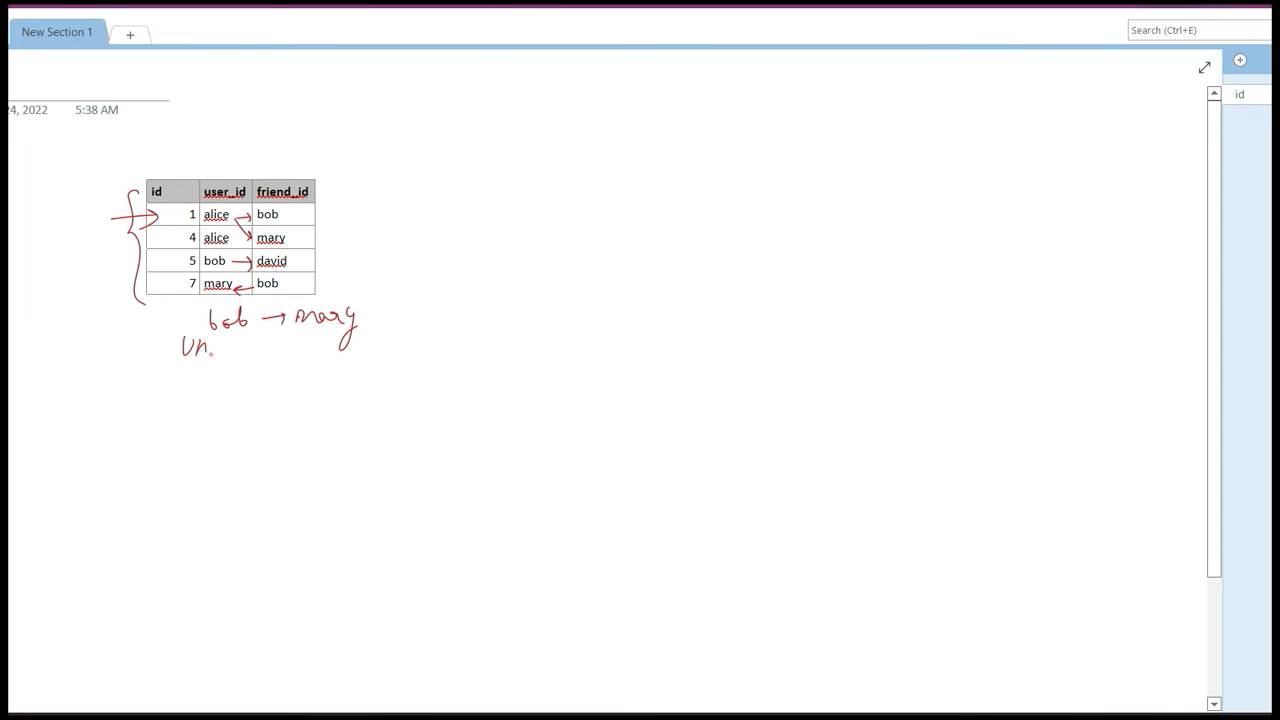 New Section 1 +
Search (Ctrl+E)
id
24, 2022 5:38 AM
id user_id friend_id
1 alice bob
4 alice mary
5 bob david
7 mary bob
bob → mary
Un